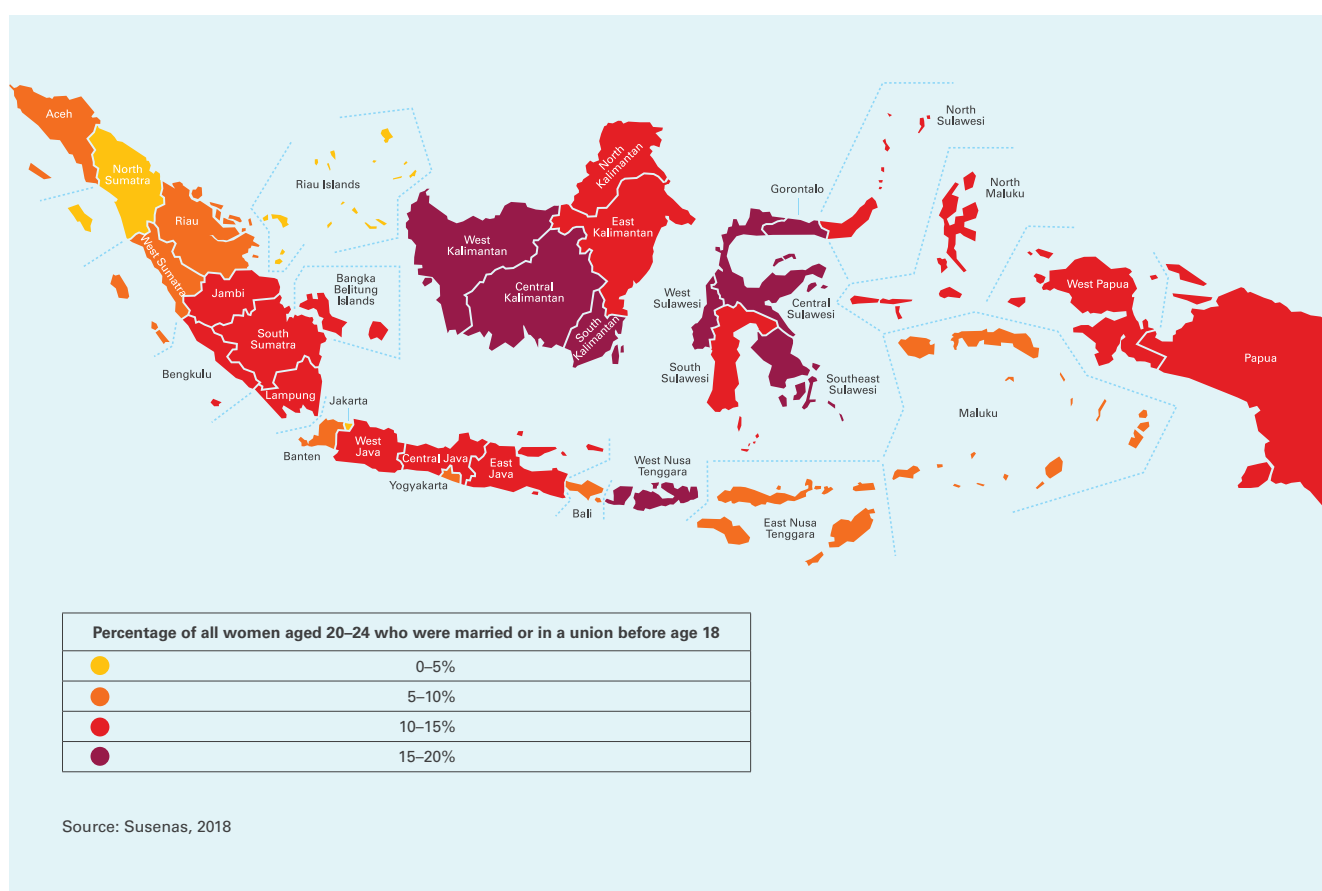 Aceh
North
Sumatra
Riau Islands
Riau
West Sumatra
Jambi
Bangka
Belitung
Islands
South
Sumatra
Bengkulu
Lampung
Jakarta
Banten
West
Java
Central Java
Yogyakarta
East
Java
Bali
West Nusa
Tenggara
East Nusa
Tenggara
West
Kalimantan
Central
Kalimantan
South
Kalimantan
East
Kalimantan
North
Kalimantan
Gorontalo
North
Sulawesi
West
Sulawesi
Central
Sulawesi
South
Sulawesi
Southeast
Sulawesi
North
Maluku
Maluku
West Papua
Papua
Percentage of all women aged 20–24 who were married or in a union before age 18
0–5%
5–10%
10–15%
15–20%
Source: Susenas, 2018